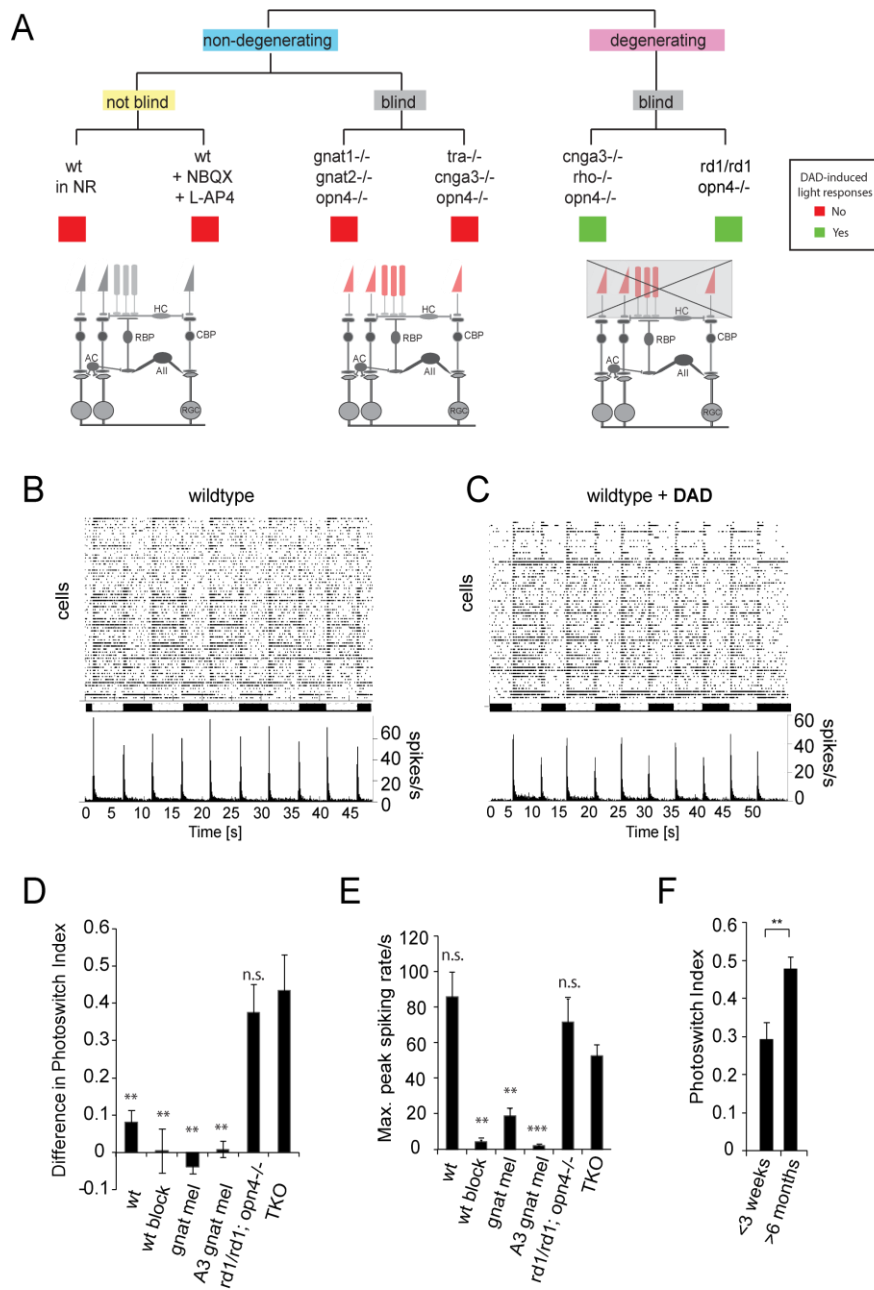 A
non-degenerating
degenerating
not blind
blind
blind
wt
in NR
wt
+ NBQX
+ L-AP4
gnat1-/-
gnat2-/-
opn4-/-
tra-/-
cnga3-/-
opn4-/-
cnga3-/-
rho-/-
opn4-/-
rd1/rd1
opn4-/-
DAD-induced
light responses
No
Yes
HC
RBP
CBP
AC
AII
RGC
HC
RBP
CBP
AC
AII
RGC
HC
RBP
CBP
AC
AII
RGC
B
wildtype
cells
60
40
20
0
spikes/s
0 5 10 15 20 25 30 35 40 45
Time [s]
C
wildtype + DAD
cells
60
40
20
0
spikes/s
0 5 10 15 20 25 30 35 40 45 50
Time [s]
D
Difference in Photoswitch Index
0.6
0.5
0.4
0.3
0.2
0.1
0
-0.1
**
**
**
**
n.s.
wt
wt block
gnat mel
A3 gnat mel
rd1/rd1; opn4-/-
TKO
E
Max. peak spiking rate/s
120
100
80
60
40
20
0
n.s.
**
**
***
n.s.
wt
wt block
gnat mel
A3 gnat mel
rd1/rd1; opn4-/-
TKO
F
Photoswitch Index
0.6
0.5
0.4
0.3
0.2
0.1
0
**
<3 weeks
>6 months